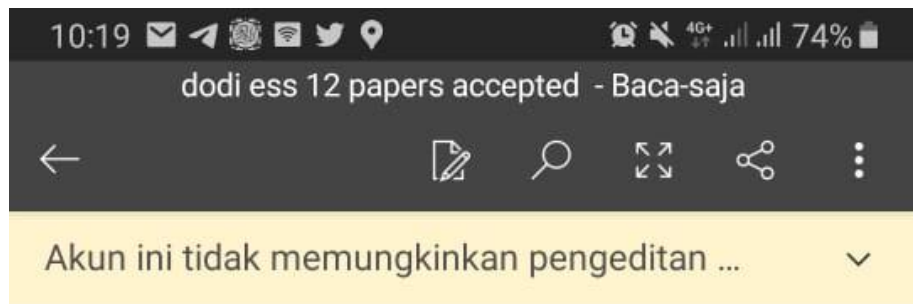 10:19 4G+ 74%
dodi ess 12 papers accepted - Baca-saja
Akun ini tidak memungkinkan pengeditan ...